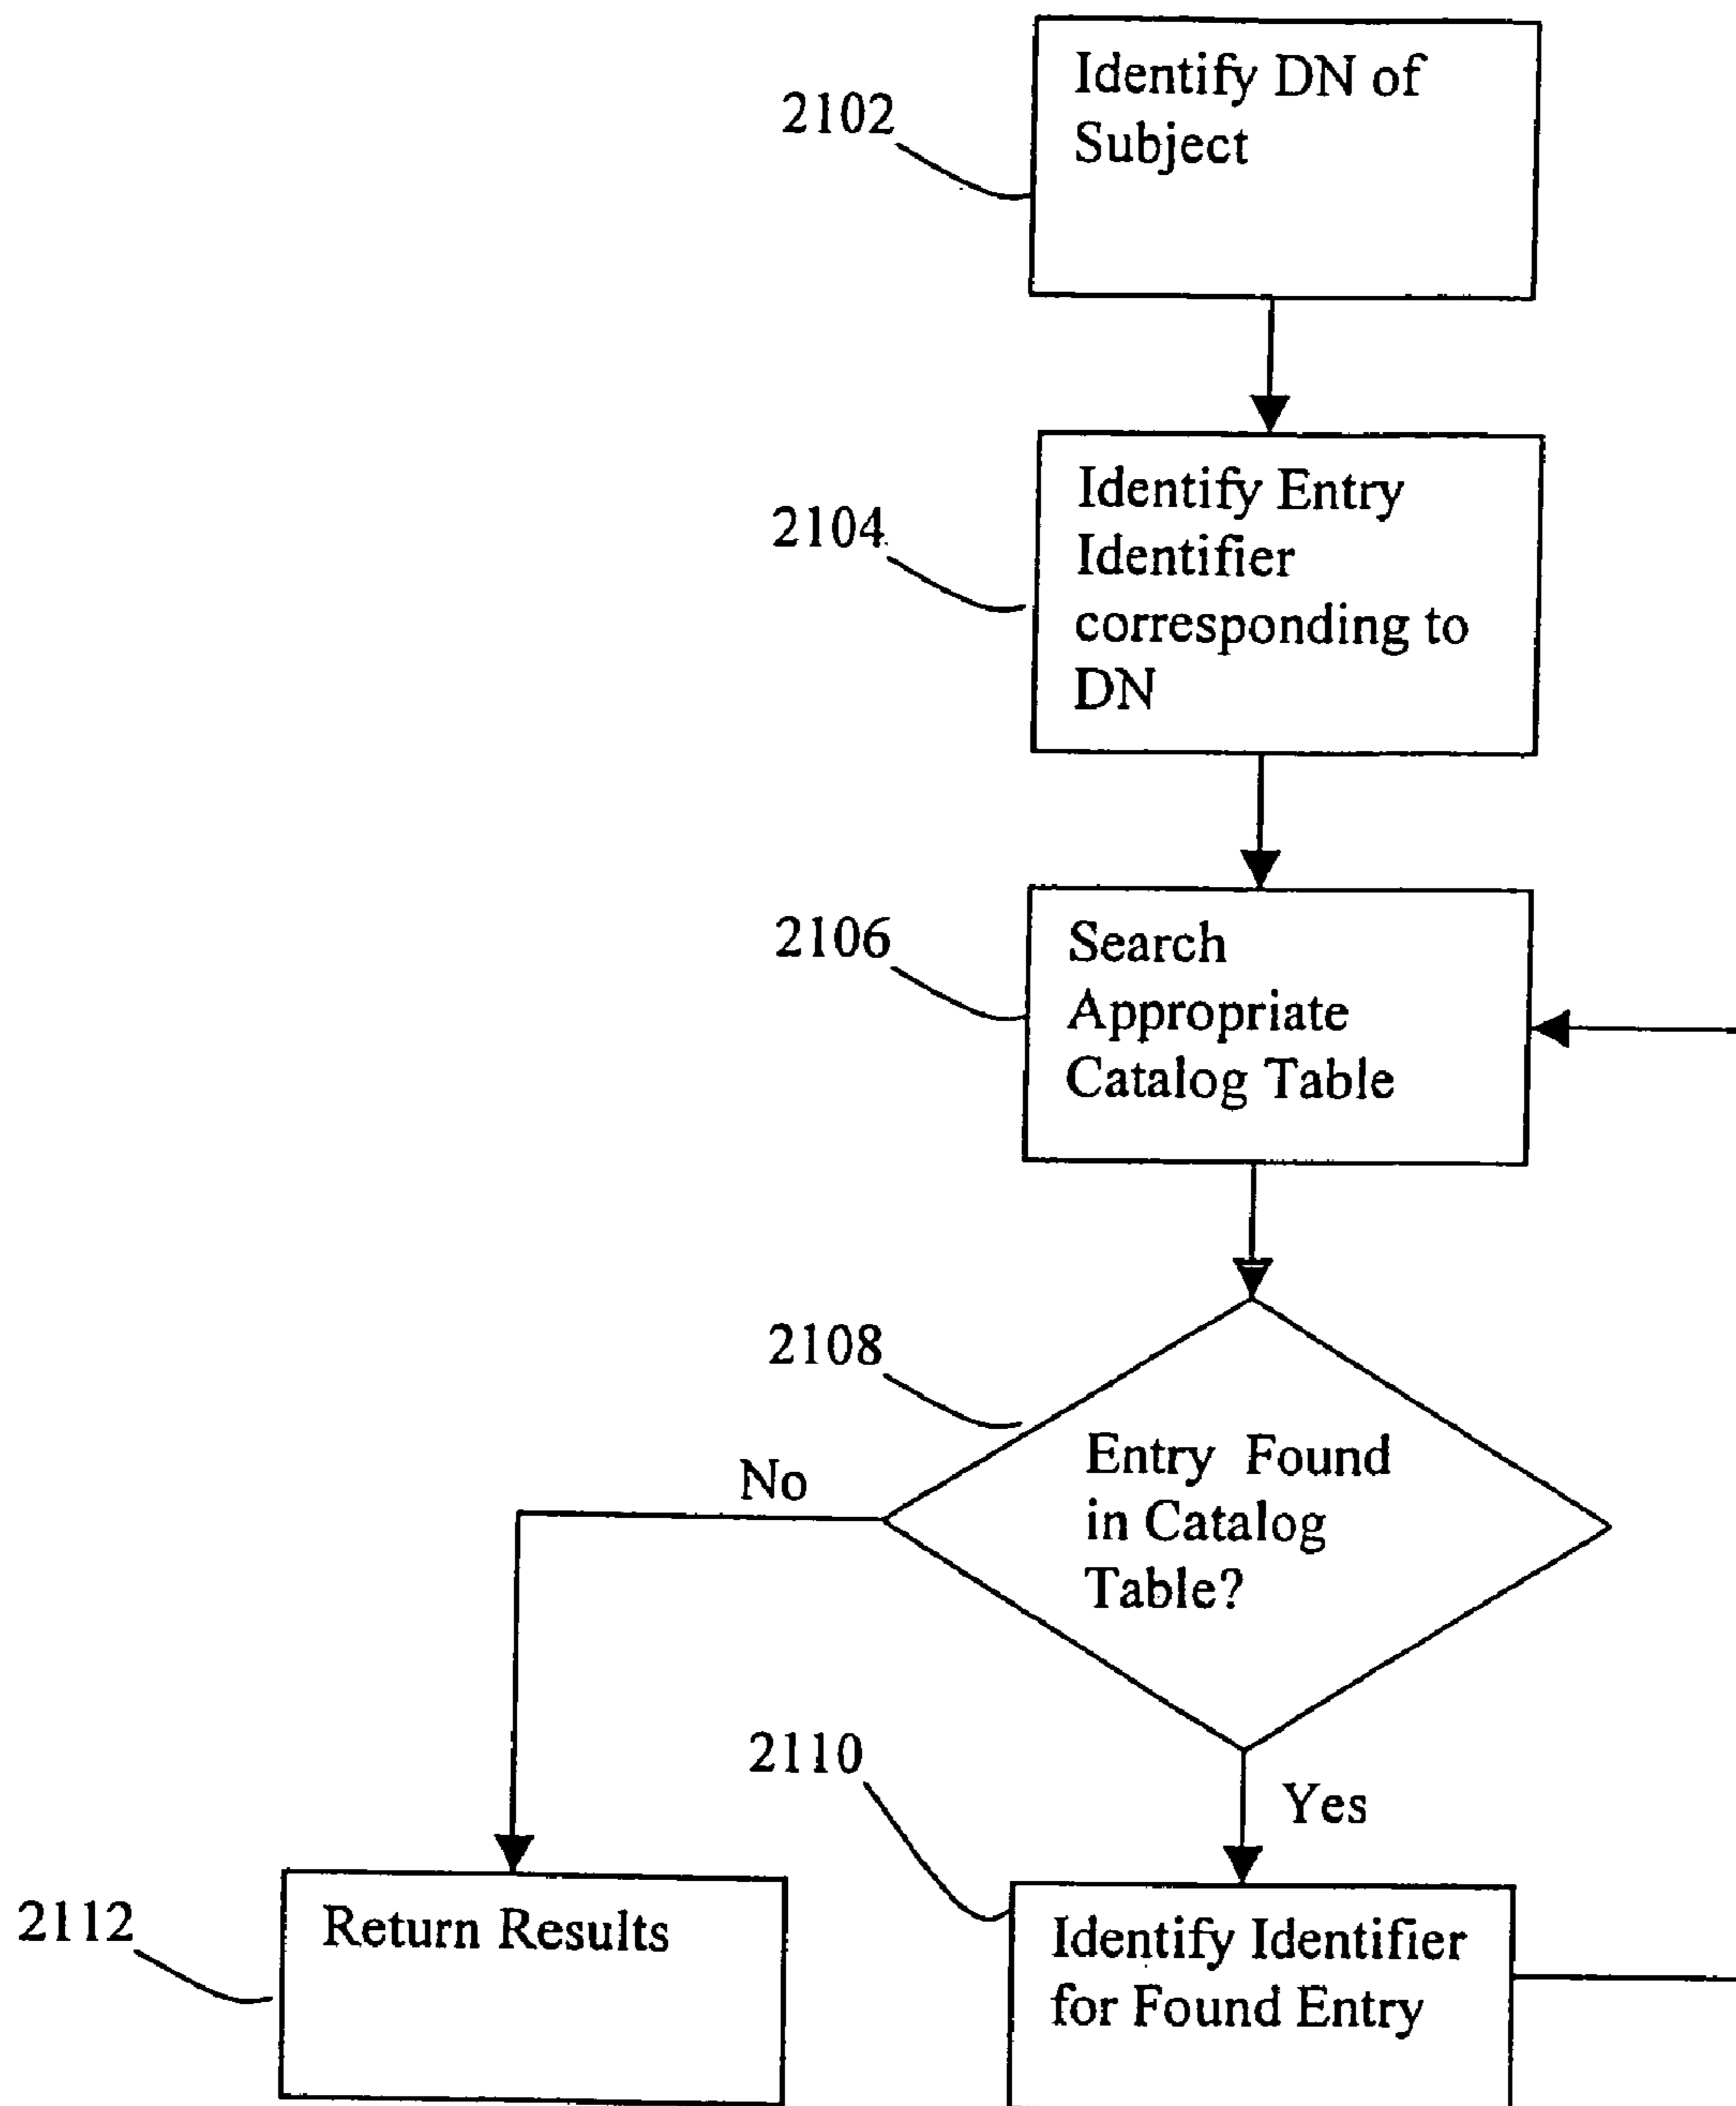 2102
Identify DN of
Subject
2104
Identify Entry
Identifier
corresponding to
DN
2106
Search
Appropriate
Catalog Table
2108
Entry Found
in Catalog
Table?
No
Yes
2110
Identify Identifier
for Found Entry
2112
Return Results